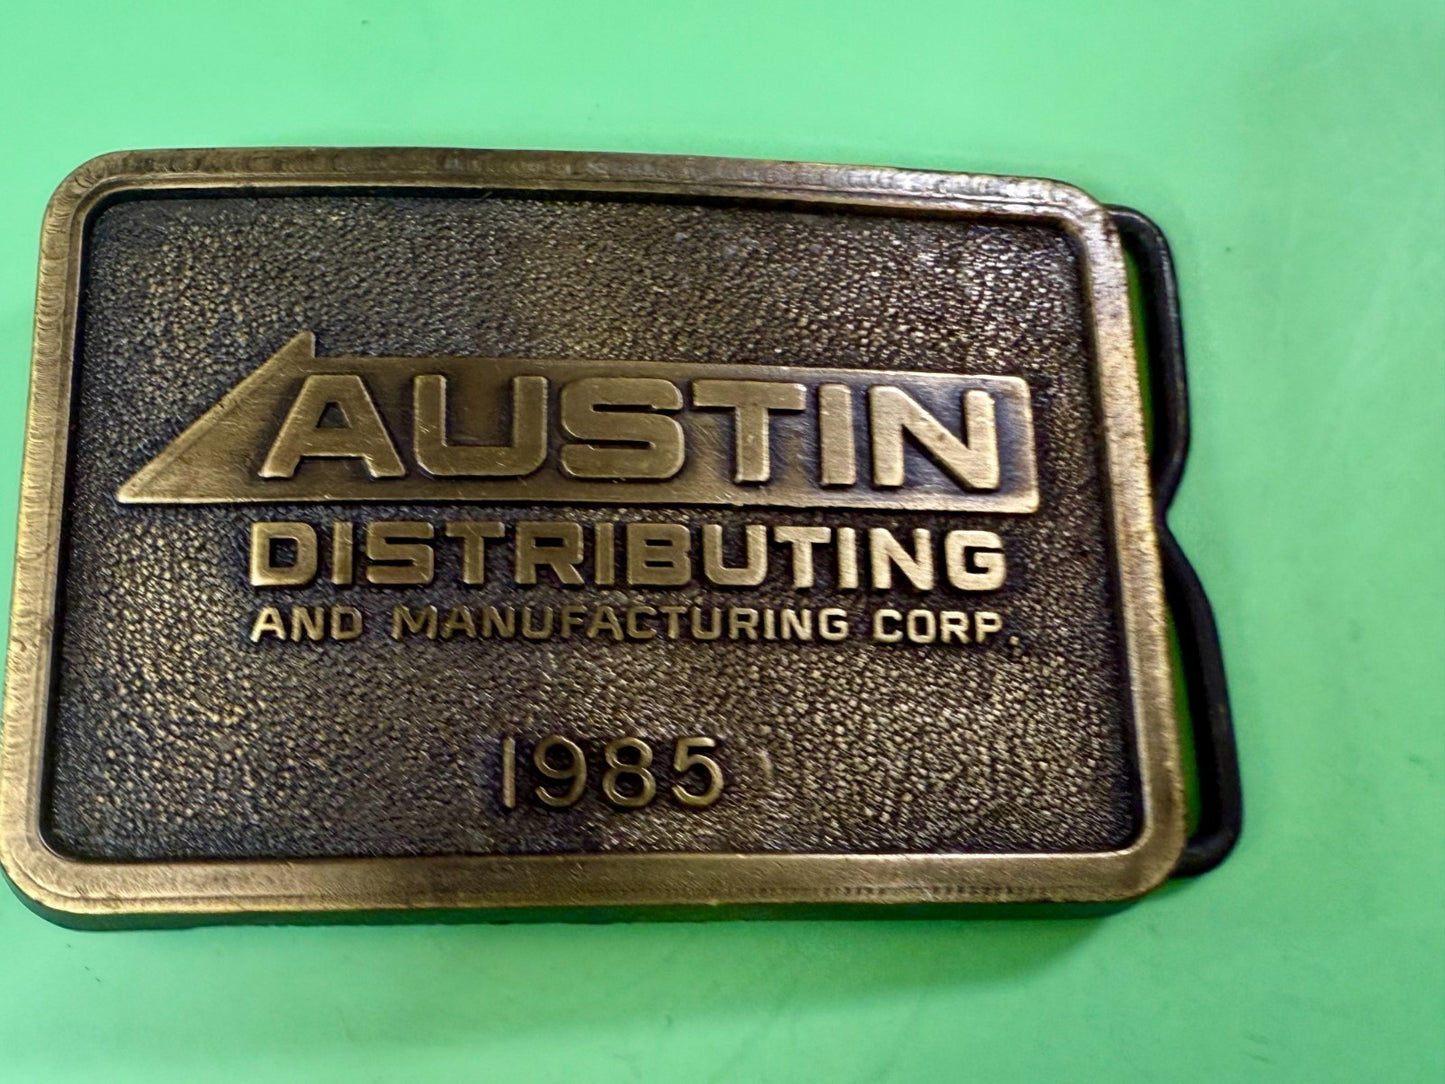 AUSTIN
DISTRIBUTING
AND MANUFACTURING CORP.
1985